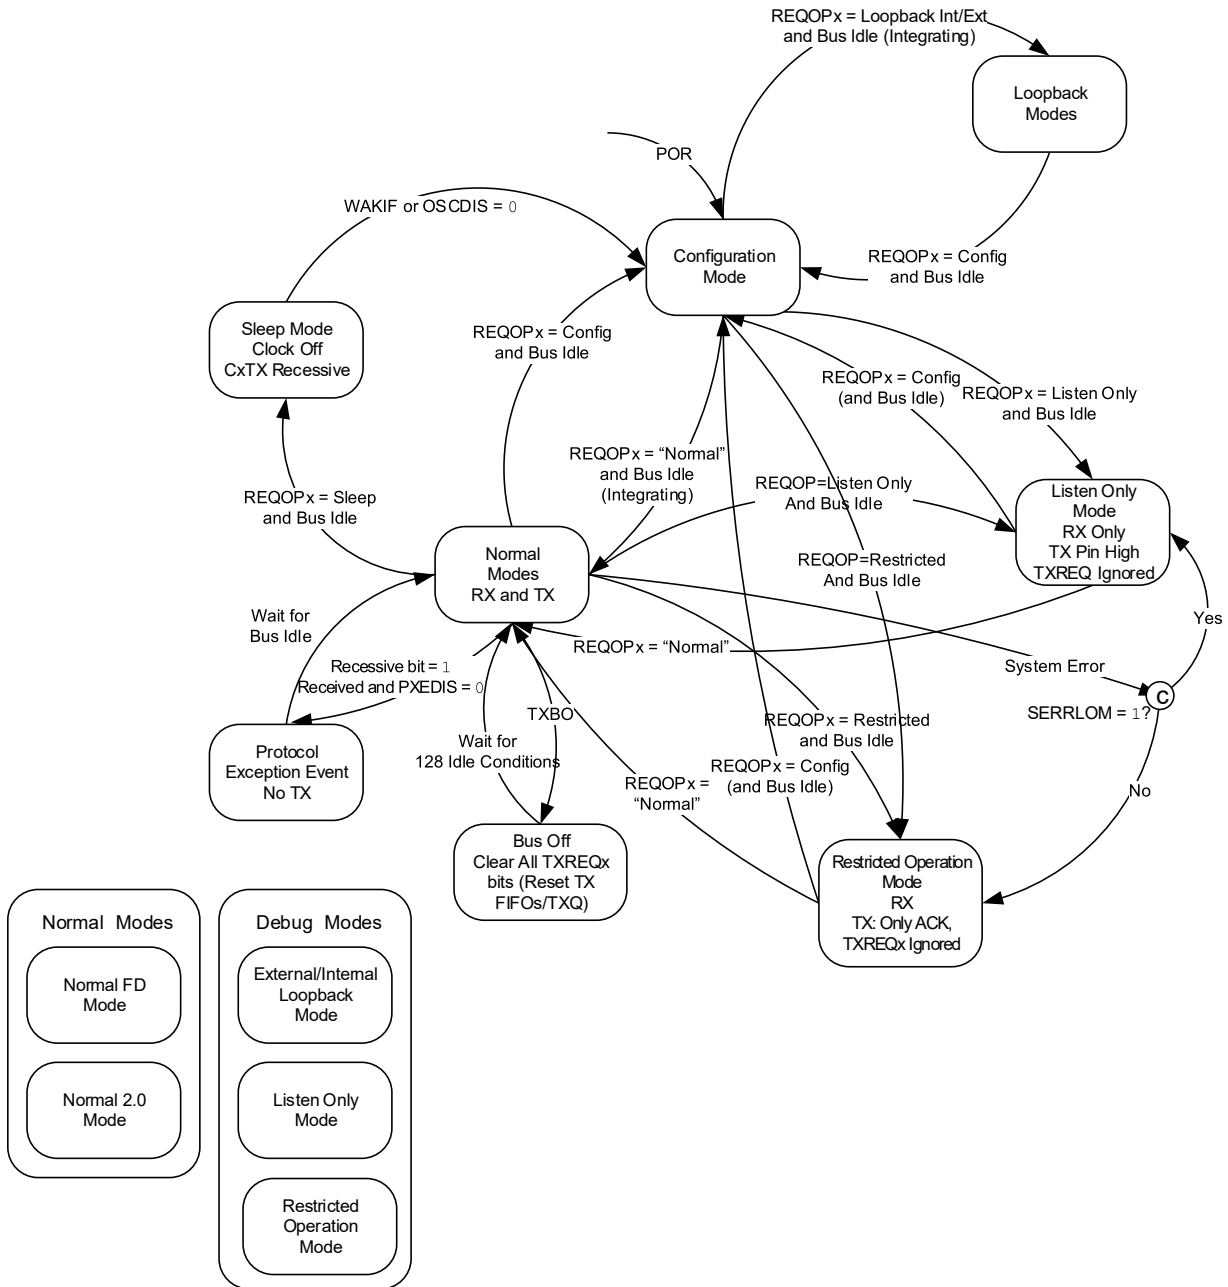 REQOPx = Loopback Int/Ext
and Bus Idle (Integrating)
Loopback
Modes
POR
WAKIF or OSCDIS = 0
Configuration
Mode
REQOPx = Config
and Bus Idle
Sleep Mode
Clock Off
CxTX Recessive
REQOPx = Config
and Bus Idle
REQOPx = Config
(and Bus Idle)
REQOPx = Listen Only
and Bus Idle
REQOPx = “Normal”
and Bus Idle
(Integrating)
REQOP=Listen Only
And Bus Idle
REQOPx = Sleep
and Bus Idle
Listen Only
Mode
RX Only
TX Pin High
TXREQ Ignored
Normal
Modes
RX and TX
REQOP=Restricted
And Bus Idle
Wait for
Bus Idle
Yes
REQOPx = “Normal”
Recessive bit = 1
Received and PXEDIS = 0
System Error
C
SERRLOM = 1?
TXBO
REQOPx = Restricted
and Bus Idle
Wait for
128 Idle Conditions
Protocol
Exception Event
No TX
REQOPx = Config
(and Bus Idle)
REQOPx =
“Normal”
No
Bus Off
Clear All TXREQx
bits (Reset TX
FIFOs/TXQ)
Restricted Operation
Mode
RX
TX: Only ACK,
TXREQx Ignored
Normal Modes
Normal FD
Mode
Normal 2.0
Mode
Debug Modes
External/Internal
Loopback
Mode
Listen Only
Mode
Restricted
Operation
Mode